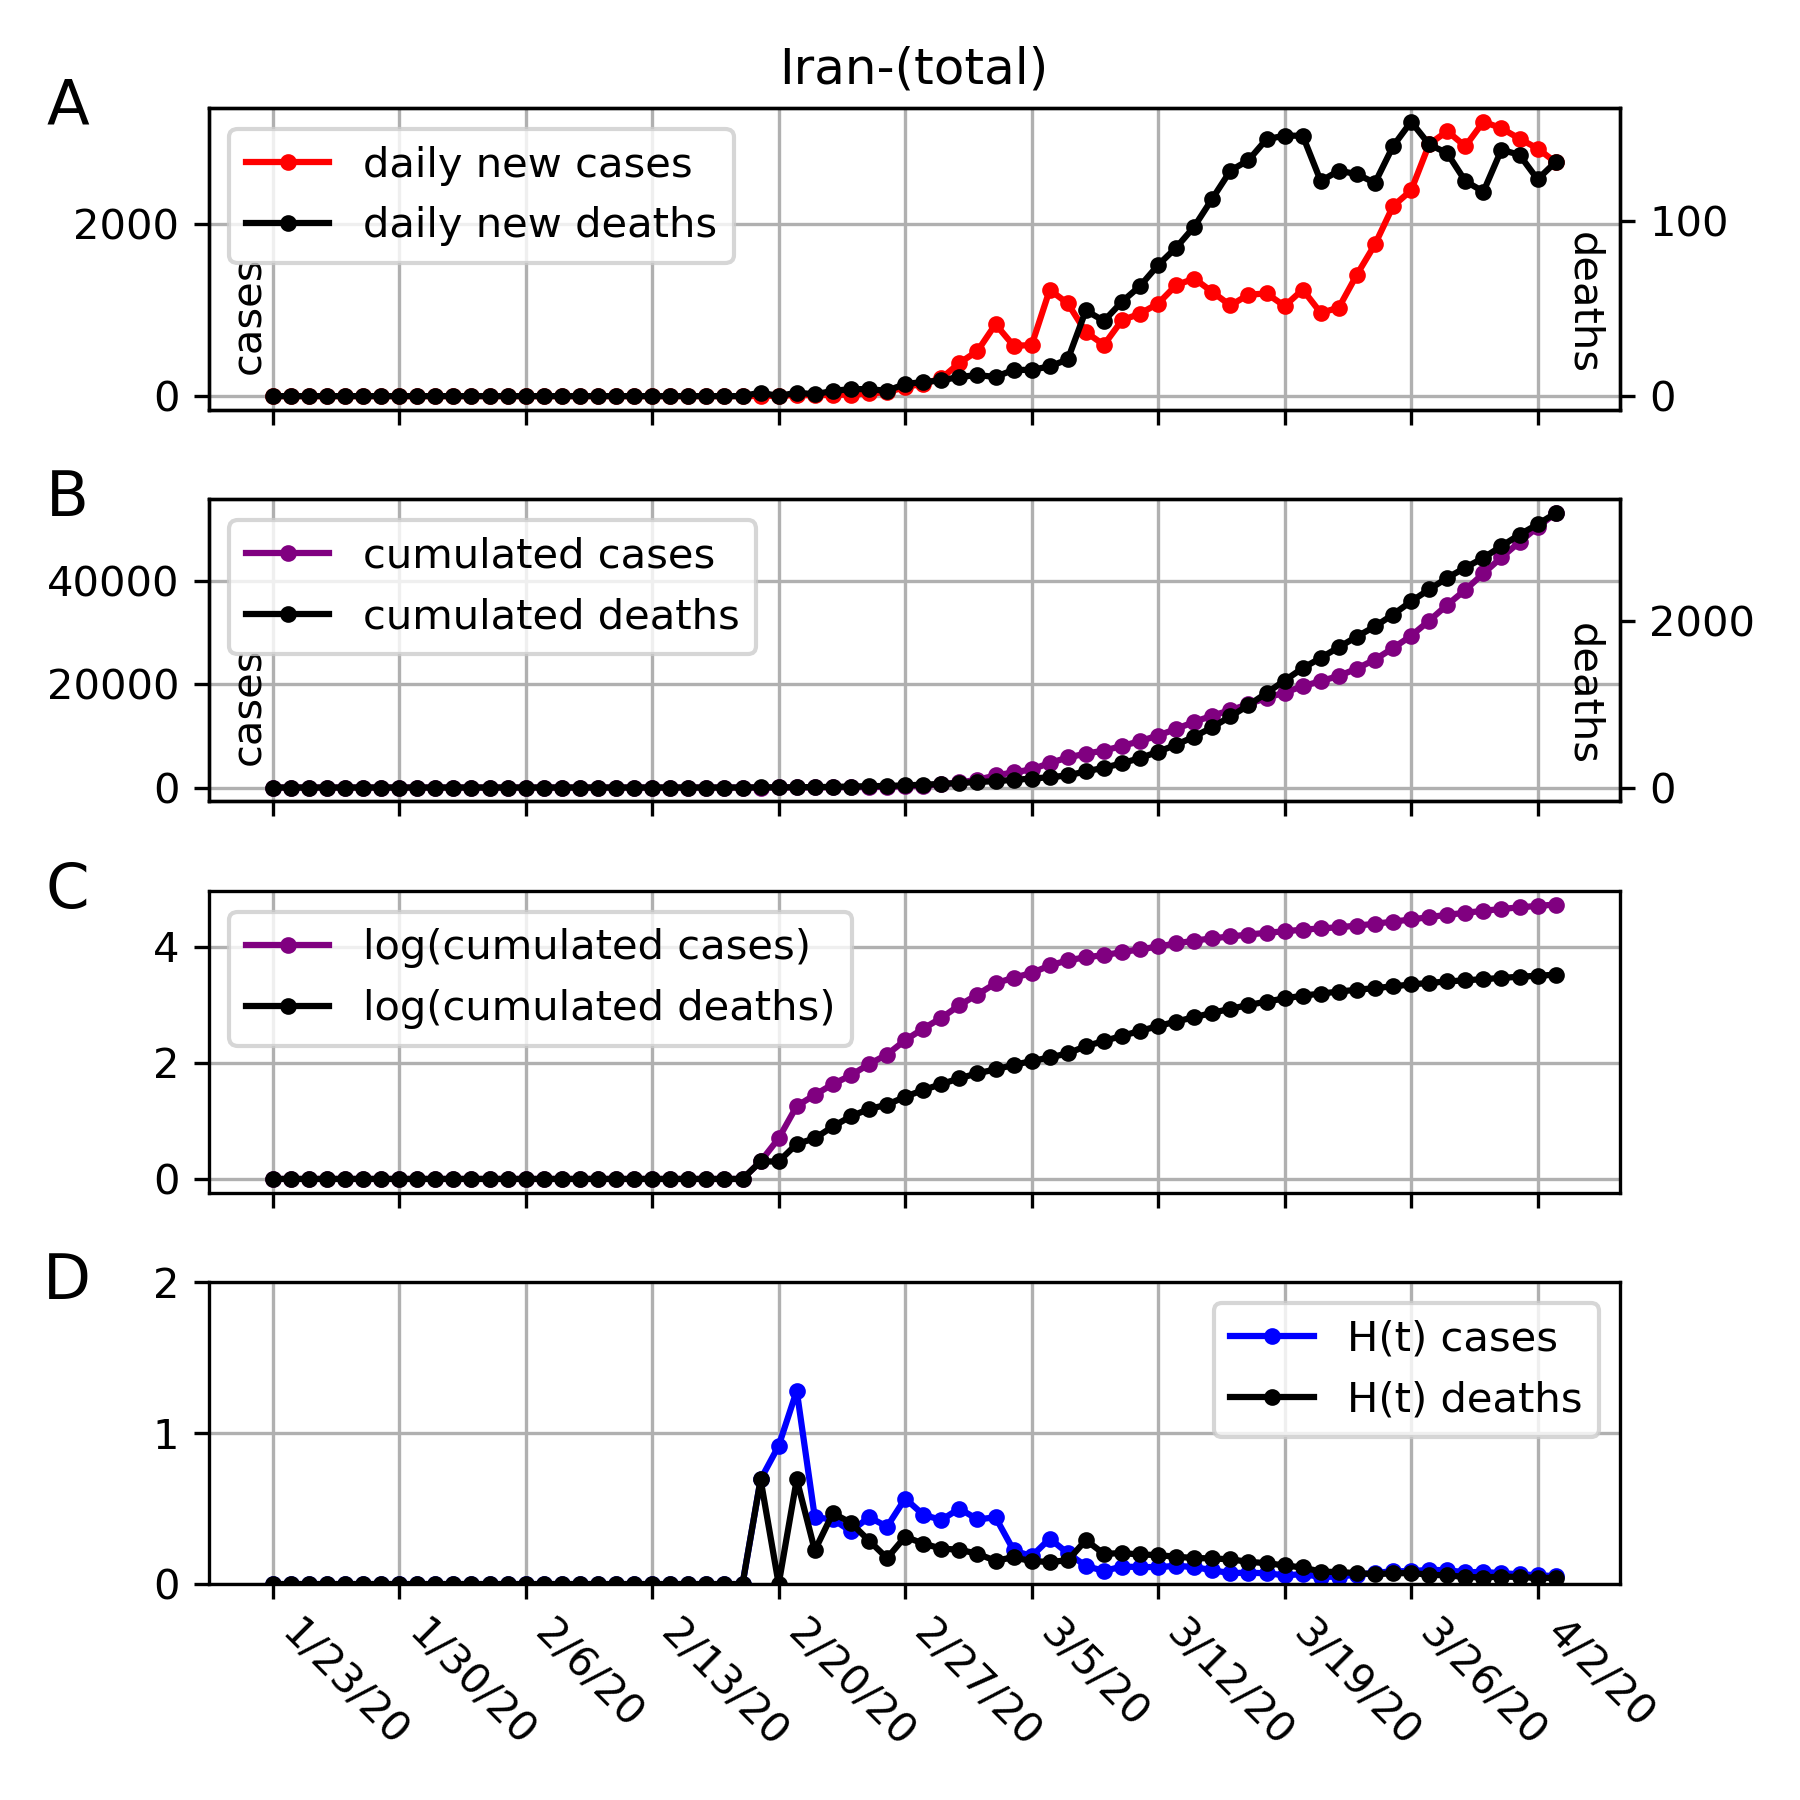 Iran-(total)
A
daily new cases
daily new deaths
2000
0
cases
100
0
deaths
B
cumulated cases
cumulated deaths
40000
20000
0
cases
2000
0
deaths
C
log(cumulated cases)
log(cumulated deaths)
4
2
0
D
H(t) cases
H(t) deaths
2
1
0
1/23/20
1/30/20
2/6/20
2/13/20
2/20/20
2/27/20
3/5/20
3/12/20
3/19/20
3/26/20
4/2/20